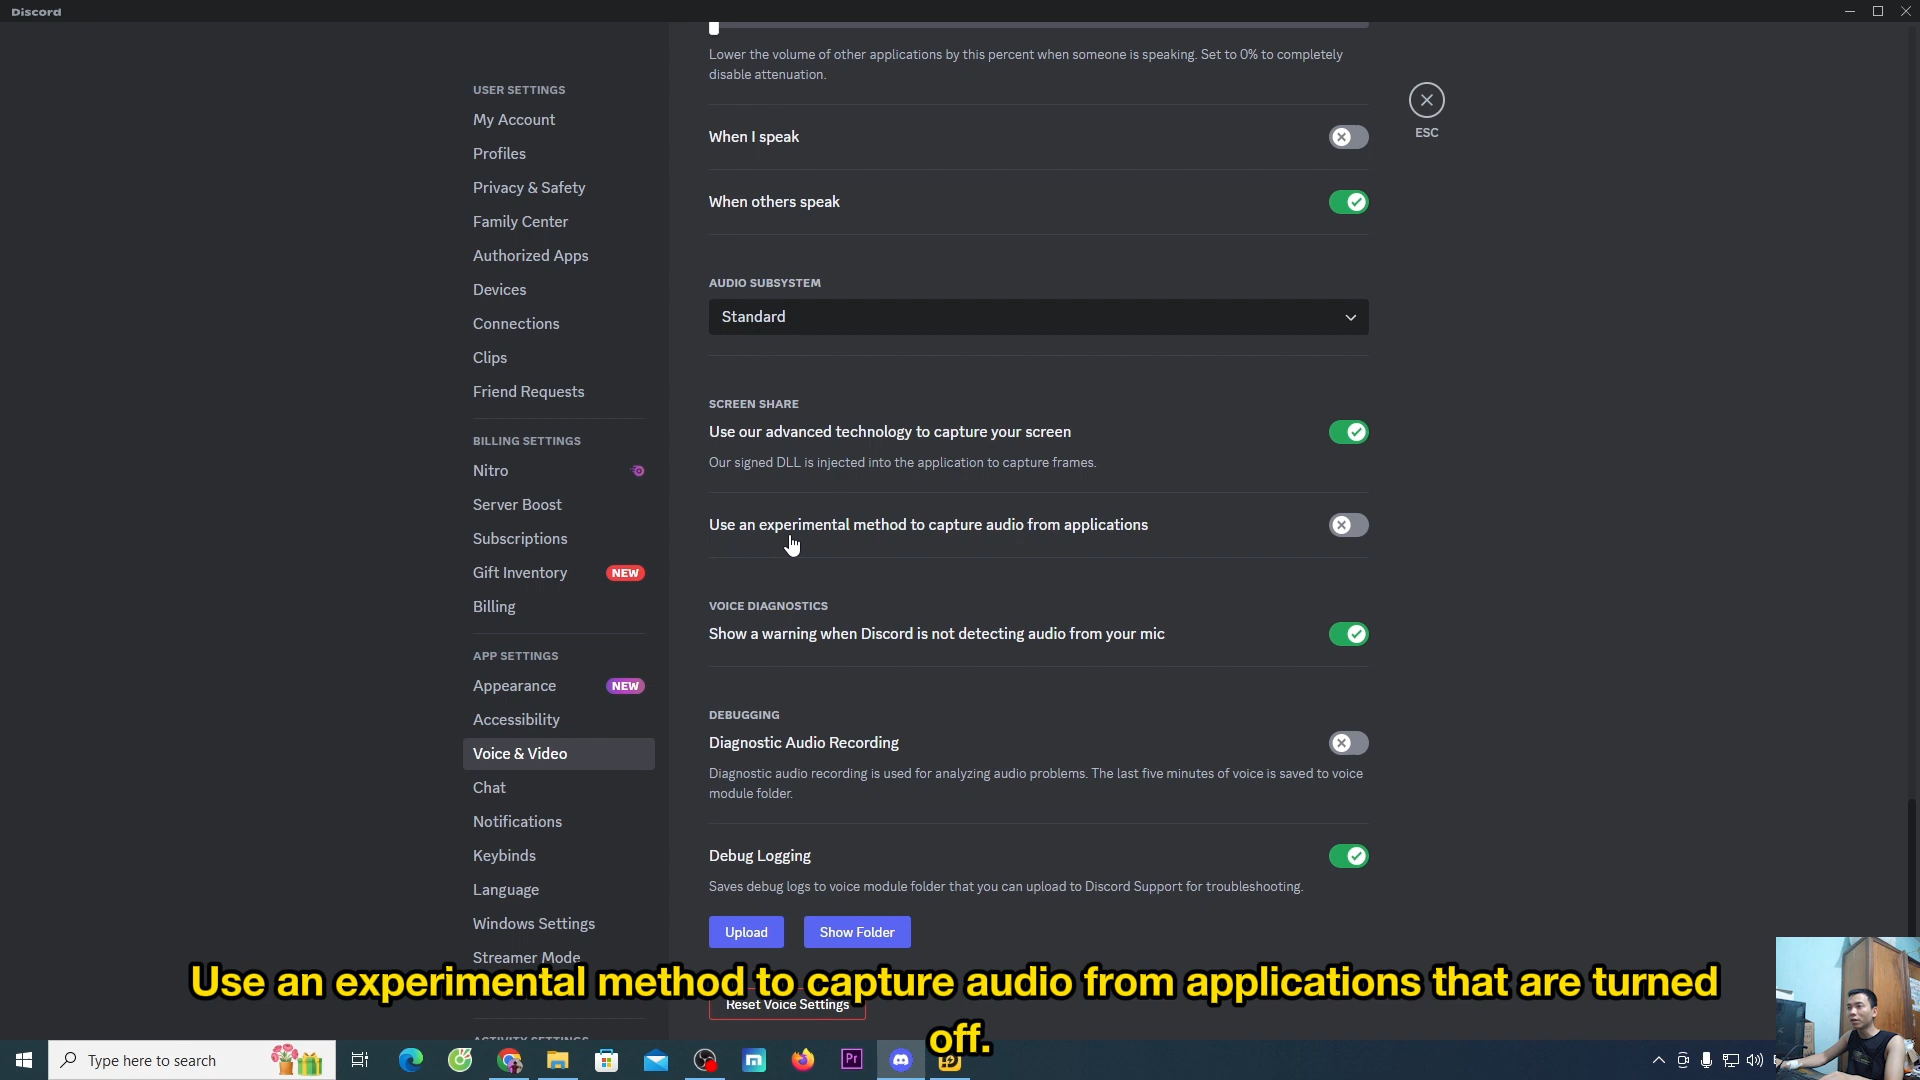 Discord
USER SETTINGS
My Account
Profiles
Privacy & Safety
Family Center
Authorized Apps
Devices
Connections
Clips
Friend Requests
BILLING SETTINGS
Nitro
Server Boost
Subscriptions
Gift Inventory NEW
Billing
APP SETTINGS
Appearance NEW
Accessibility
Voice & Video
Chat
Notifications
Keybinds
Language
Windows Settings
Streamer Mode
ACTIVITY SETTINGS
Lower the volume of other applications by this percent when someone is speaking. Set to 0% to completely
disable attenuation.
When I speak
When others speak
AUDIO SUBSYSTEM
Standard
SCREEN SHARE
Use our advanced technology to capture your screen
Our signed DLL is injected into the application to capture frames.
Use an experimental method to capture audio from applications
VOICE DIAGNOSTICS
Show a warning when Discord is not detecting audio from your mic
DEBUGGING
Diagnostic Audio Recording
Diagnostic audio recording is used for analyzing audio problems. The last five minutes of voice is saved to voice
module folder.
Debug Logging
Saves debug logs to voice module folder that you can upload to Discord Support for troubleshooting.
Upload Show Folder
Reset Voice Settings
ESC
Use an experimental method to capture audio from applications that are turned
off.
Type here to search
Pr